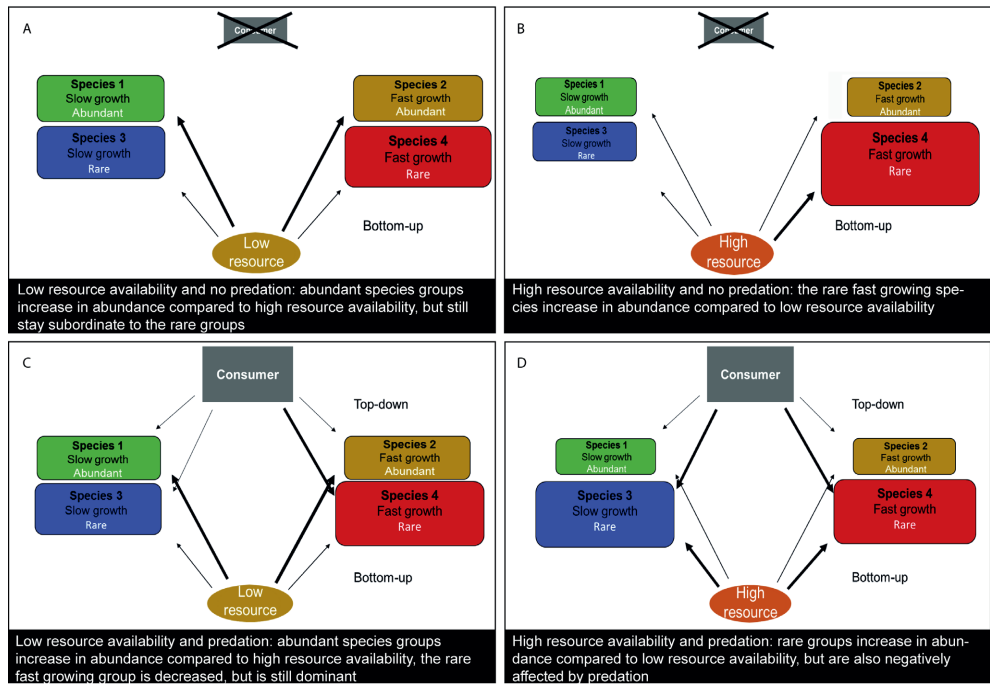 A
Consumer
Species 1
Slow growth
Abundant
Species 2
Fast growth
Abundant
Species 3
Slow growth
Rare
Species 4
Fast growth
Rare
Bottom-up
Low
resource
Low resource availability and no predation: abundant species groups
increase in abundance compared to high resource availability, but still
stay subordinate to the rare groups
B
Consumer
Species 1
Slow growth
Abundant
Species 2
Fast growth
Abundant
Species 3
Slow growth
Rare
Species 4
Fast growth
Rare
Bottom-up
High
resource
High resource availability and no predation: the rare fast growing spe-
cies increase in abundance compared to low resource availability
C
Consumer
Top-down
Species 1
Slow growth
Abundant
Species 2
Fast growth
Abundant
Species 3
Slow growth
Rare
Species 4
Fast growth
Rare
Bottom-up
Low
resource
Low resource availability and predation: abundant species groups
increase in abundance compared to high resource availability, the rare
fast growing group is decreased, but is still dominant
D
Consumer
Top-down
Species 1
Slow growth
Abundant
Species 2
Fast growth
Abundant
Species 3
Slow growth
Rare
Species 4
Fast growth
Rare
Bottom-up
High
resource
High resource availability and predation: rare groups increase in abun-
dance compared to low resource availability, but are also negatively
affected by predation